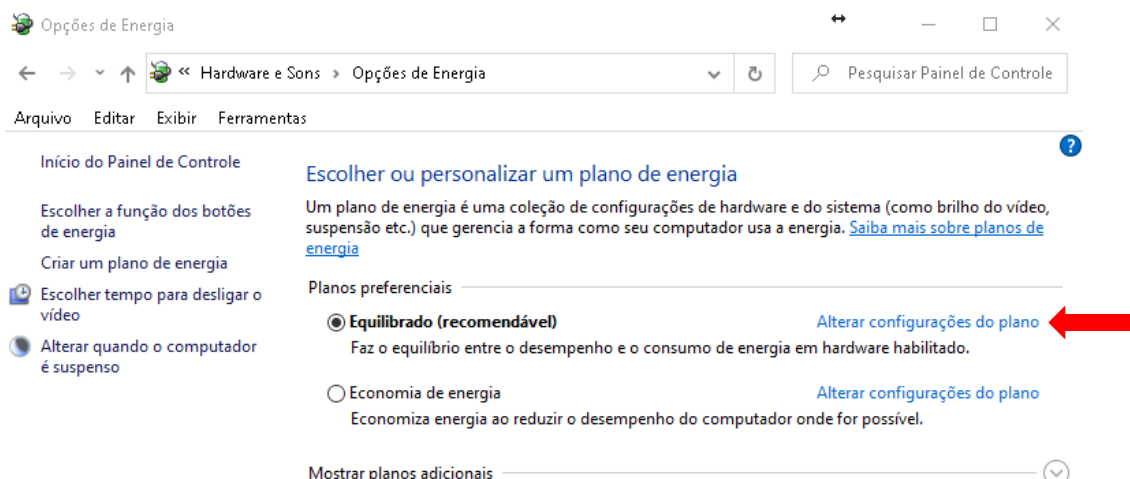 Opções de Energia
« Hardware e Sons > Opções de Energia
Pesquisar Painel de Controle
Arquivo Editar Exibir Ferramentas
Início do Painel de Controle
Escolher a função dos botões
de energia
Criar um plano de energia
Escolher tempo para desligar o
vídeo
Alterar quando o computador
é suspenso
?
Escolher ou personalizar um plano de energia
Um plano de energia é uma coleção de configurações de hardware e do sistema (como brilho do vídeo,
suspensão etc.) que gerencia a forma como seu computador usa a energia. Saiba mais sobre planos de
energia
Planos preferenciais
Equilibrado (recomendável) Alterar configurações do plano
Faz o equilíbrio entre o desempenho e o consumo de energia em hardware habilitado.
Economia de energia Alterar configurações do plano
Economiza energia ao reduzir o desempenho do computador onde for possível.
Mostrar planos adicionais